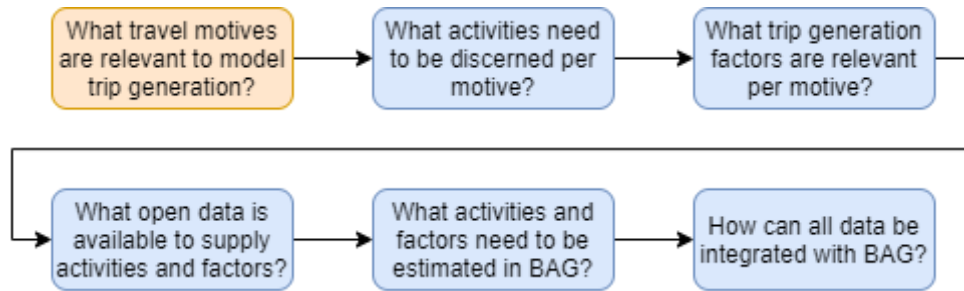 What travel motives
are relevant to model
trip generation?
What activities need
to be discerned per
motive?
What trip generation
factors are relevant
per motive?
What open data is
available to supply
activities and factors?
What activities and
factors need to be
estimated in BAG?
How can all data be
integrated with BAG?